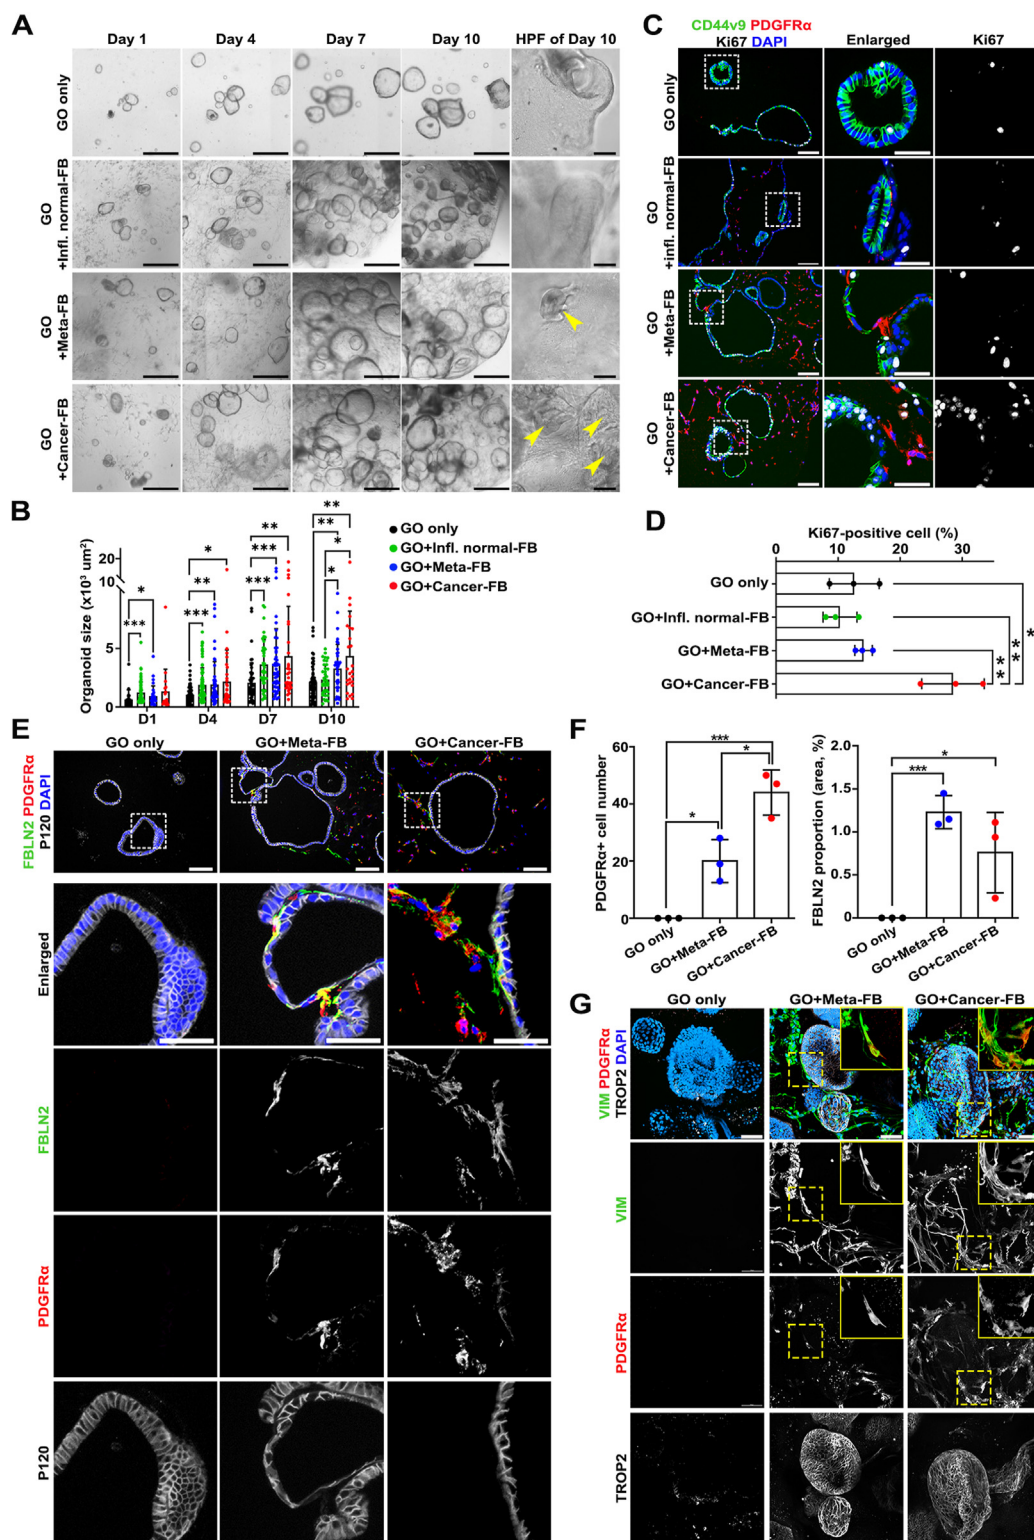 A
Day 1 Day 4 Day 7 Day 10 HPF of Day 10
GO only
GO
+Infl. normal-FB
GO
+Meta-FB
GO
+Cancer-FB
B
Organoid size (x10³ um²)
20
10
5
0
*** *
*** ** *
*** *** **
** ** * *
D1 D4 D7 D10
GO only
GO+Infl. normal-FB
GO+Meta-FB
GO+Cancer-FB
C
CD44v9 PDGFRα
Ki67 DAPI Enlarged Ki67
GO only
GO
+infl. normal-FB
GO
+Meta-FB
GO
+Cancer-FB
D
Ki67-positive cell (%)
0 10 20 30
GO only
GO+Infl. normal-FB
GO+Meta-FB
GO+Cancer-FB
*
**
**
E
GO only GO+Meta-FB GO+Cancer-FB
FBLN2 PDGFRα
P120 DAPI
Enlarged
FBLN2
PDGFRα
P120
F
PDGFRα+ cell number
60
40
20
0
***
*
*
GO only
GO+Meta-FB
GO+Cancer-FB
FBLN2 proportion (area, %)
2.0
1.5
1.0
0.5
0.0
*
***
GO only
GO+Meta-FB
GO+Cancer-FB
G
GO only GO+Meta-FB GO+Cancer-FB
VIM PDGFRα
TROP2 DAPI
VIM
PDGFRα
TROP2